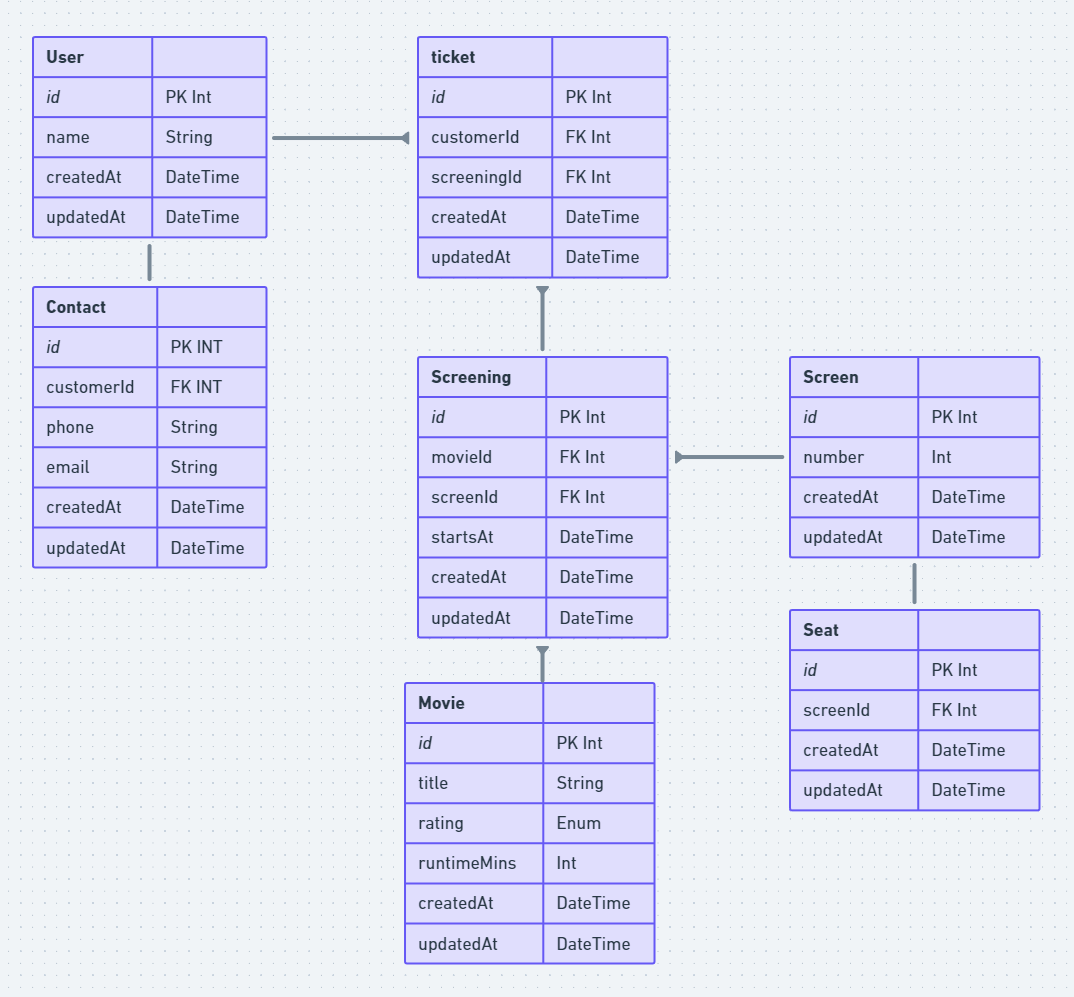 User
id PK Int
name String
createdAt DateTime
updatedAt DateTime
Contact
id PK INT
customerId FK INT
phone String
email String
createdAt DateTime
updatedAt DateTime
ticket
id PK Int
customerId FK Int
screeningId FK Int
createdAt DateTime
updatedAt DateTime
Screening
id PK Int
movieId FK Int
screenId FK Int
startsAt DateTime
createdAt DateTime
updatedAt DateTime
Movie
id PK Int
title String
rating Enum
runtimeMins Int
createdAt DateTime
updatedAt DateTime
Screen
id PK Int
number Int
createdAt DateTime
updatedAt DateTime
Seat
id PK Int
screenId FK Int
createdAt DateTime
updatedAt DateTime